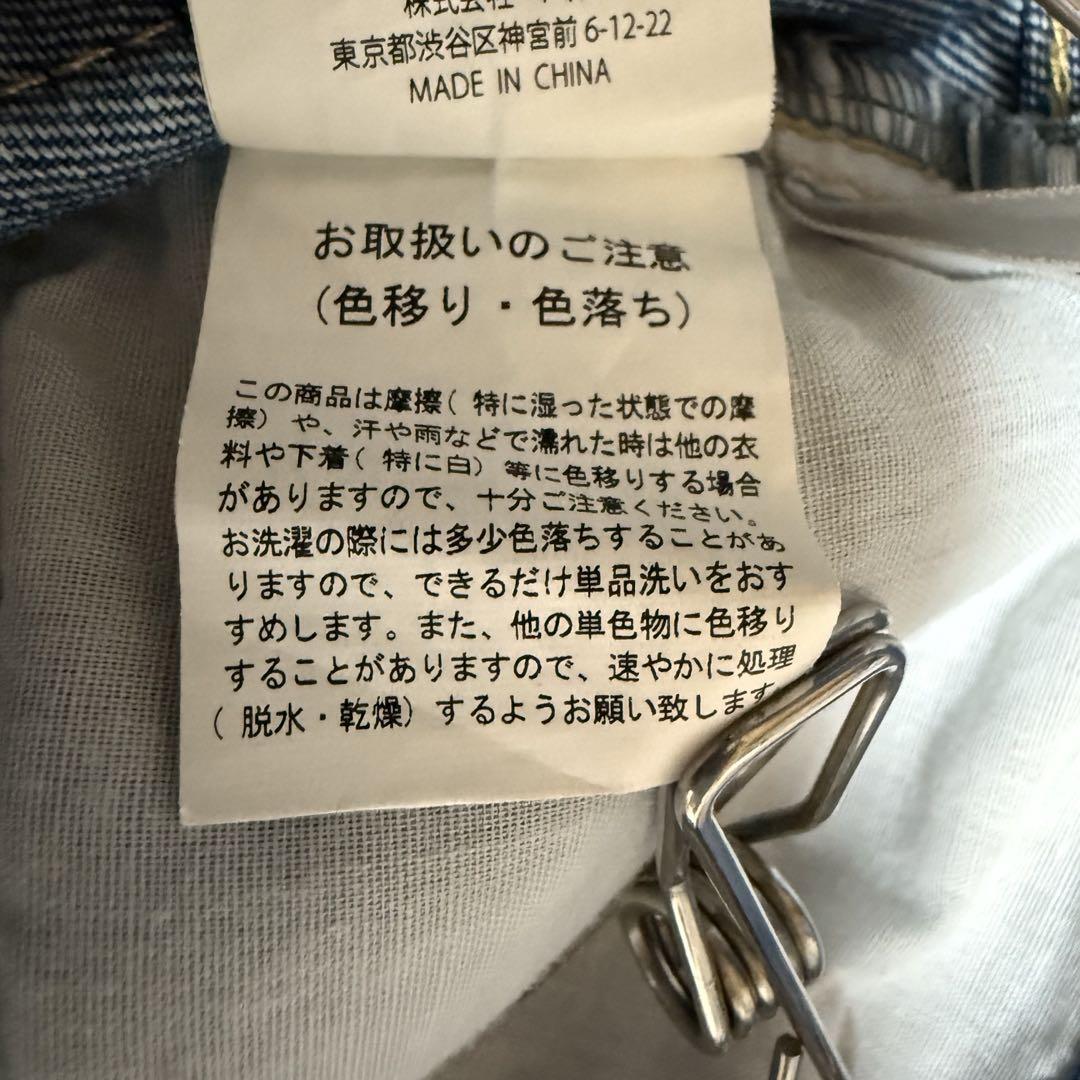 株式会社
東京都渋谷区神宮前 6-12-22
MADE IN CHINA
お取扱いのご注意
(色移り・色落ち)
この商品は摩擦( 特に湿った状態での摩
擦) や、汗や雨などで濡れた時は他の衣
料や下着( 特に白) 等に色移りする場合
がありますので、十分ご注意ください。
お洗濯の際には多少色落ちすることがあ
りますので、できるだけ単品洗いをおす
すめします。また、他の単色物に色移り
することがありますので、速やかに処理
( 脱水・乾燥) するようお願い致します。